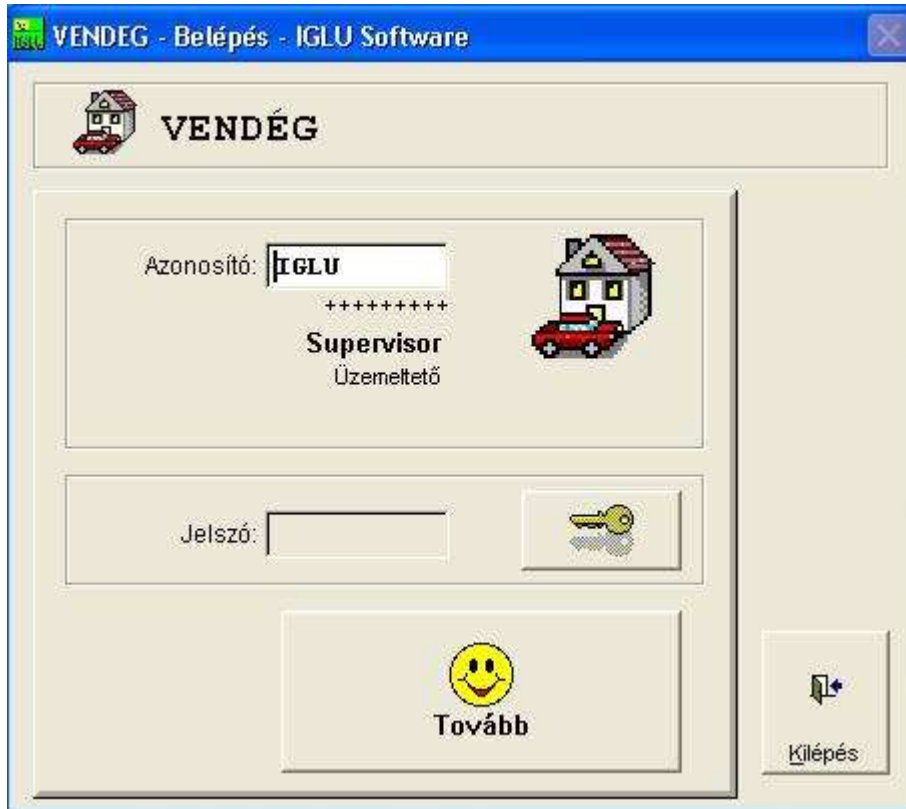 VENDEG - Belépés - IGLU Software
VENDÉG
Azonosító: IGLU
+++++++++
Supervisor
Üzemeltető
Jelszó:
Tovább
Kilépés